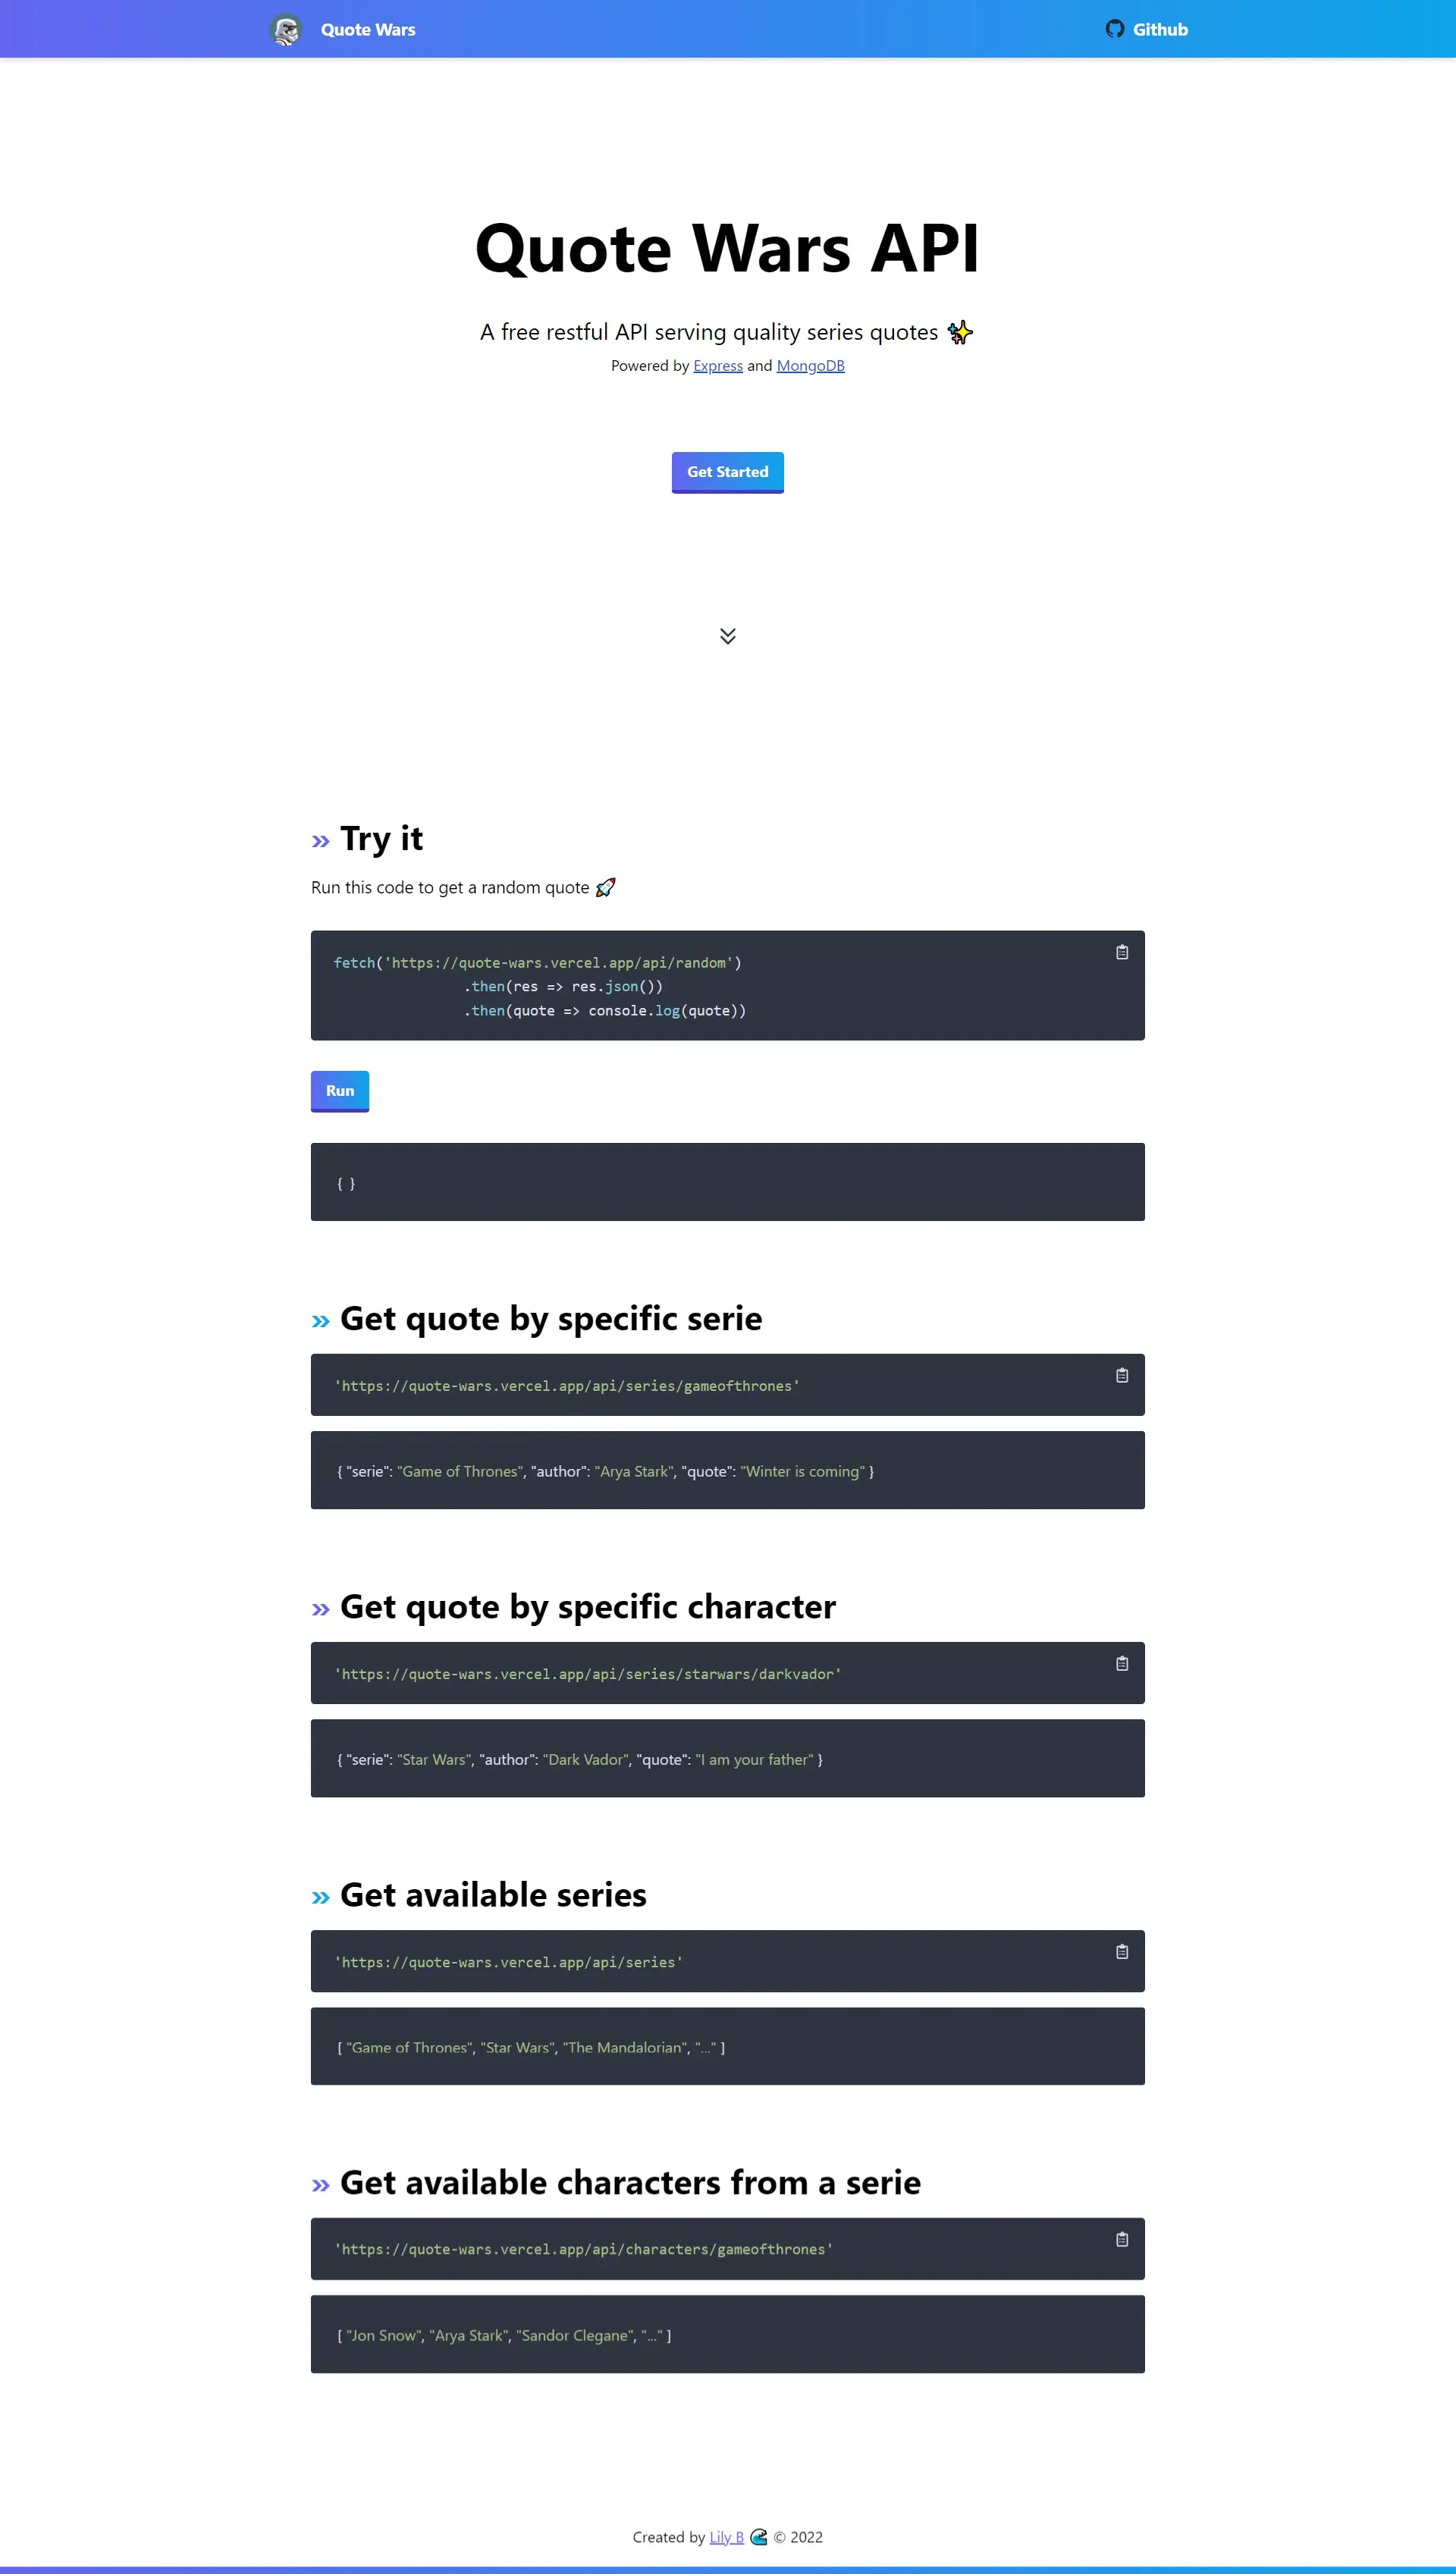 Quote Wars
Github
Quote Wars API
A free restful API serving quality series quotes ✨
Powered by Express and MongoDB
Get Started
» Try it
Run this code to get a random quote 🚀
fetch('https://quote-wars.vercel.app/api/random')
.then(res => res.json())
.then(quote => console.log(quote))
Run
{ }
» Get quote by specific serie
'https://quote-wars.vercel.app/api/series/gameofthrones'
{ "serie": "Game of Thrones", "author": "Arya Stark", "quote": "Winter is coming" }
» Get quote by specific character
'https://quote-wars.vercel.app/api/series/starwars/darkvador'
{ "serie": "Star Wars", "author": "Dark Vador", "quote": "I am your father" }
» Get available series
'https://quote-wars.vercel.app/api/series'
[ "Game of Thrones", "Star Wars", "The Mandalorian", "..." ]
» Get available characters from a serie
'https://quote-wars.vercel.app/api/characters/gameofthrones'
[ "Jon Snow", "Arya Stark", "Sandor Clegane", "..." ]
Created by Lily B 🌊 © 2022